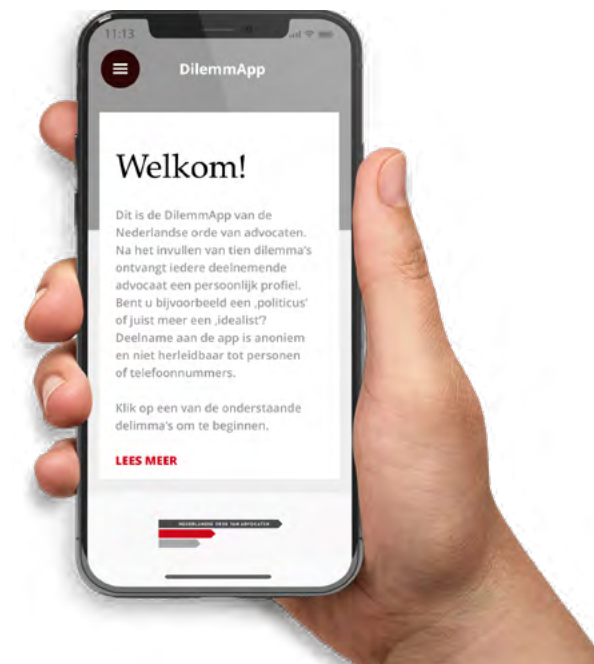 11:13
DilemmApp
Welkom!
Dit is de DilemmApp van de
Nederlandse orde van advocaten.
Na het invullen van tien dilemma's
ontvangt iedere deelnemende
advocaat een persoonlijk profiel.
Bent u bijvoorbeeld een ‚politicus’
of juist meer een ‚idealist’?
Deelname aan de app is anoniem
en niet herleidbaar tot personen
of telefoonnummers.
Klik op een van de onderstaande
delimma's om te beginnen.
LEES MEER
NEDERLANDSE ORDE VAN ADVOCATEN